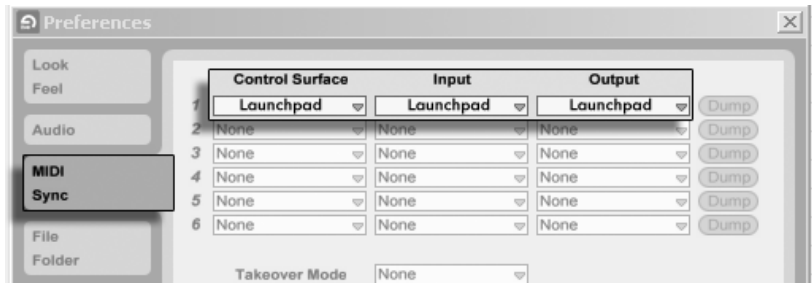 Preferences
Look
Feel
Audio
MIDI
Sync
File
Folder
Control Surface Input Output
1 Launchpad Launchpad Launchpad Dump
2 None None None Dump
3 None None None Dump
4 None None None Dump
5 None None None Dump
6 None None None Dump
Takeover Mode None